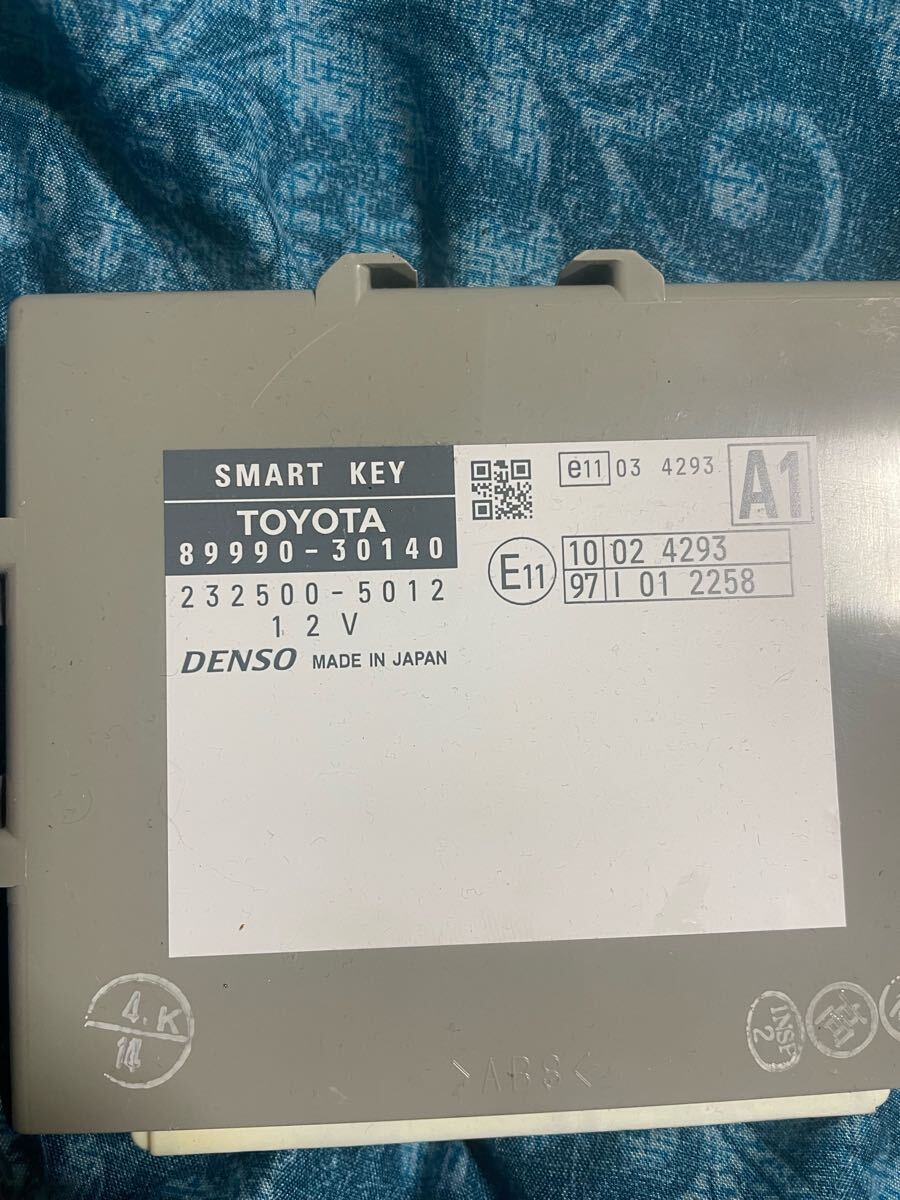 SMART KEY
TOYOTA
89990-30140
232500-5012
12V
DENSO MADE IN JAPAN
e11 03 4293
A1
E11
10 02 4293
97 I 01 2258
4.K
14
INSP
2
>ABS<